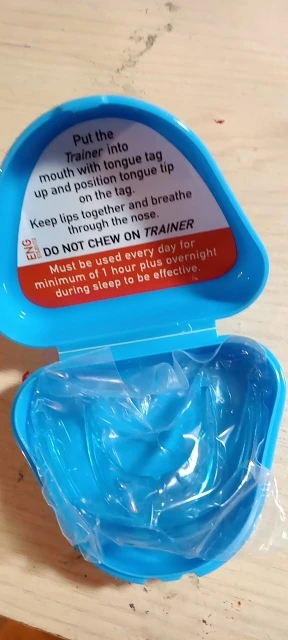 Put the
Trainer into
mouth with tongue tag
up and position tongue tip
on the tag.
Keep lips together and breathe
through the nose.
DO NOT CHEW ON TRAINER
Must be used every day for
minimum of 1 hour plus overnight
during sleep to be effective.
ENG